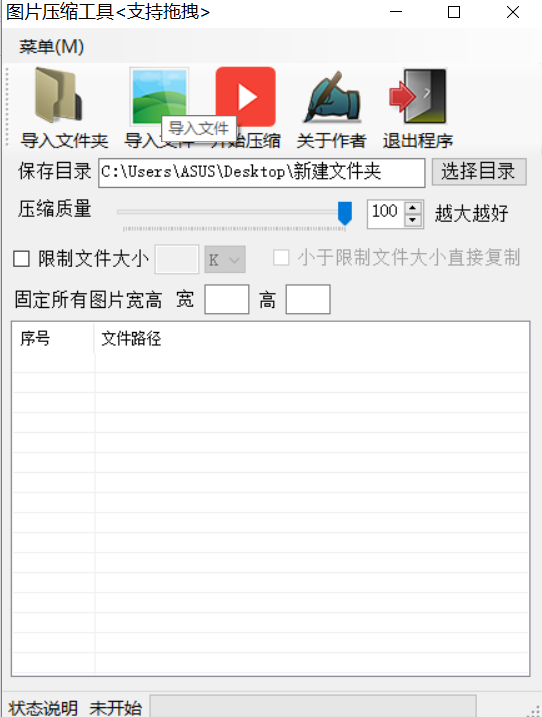 图片压缩工具<支持拖拽>
菜单(M)
导入文件夹 导入文件 开始压缩 关于作者 退出程序
导入文件
保存目录 C:\Users\ASUS\Desktop\新建文件夹 选择目录
压缩质量 100 越大越好
限制文件大小 K 小于限制文件大小直接复制
固定所有图片宽高 宽 高
序号 文件路径
状态说明 未开始